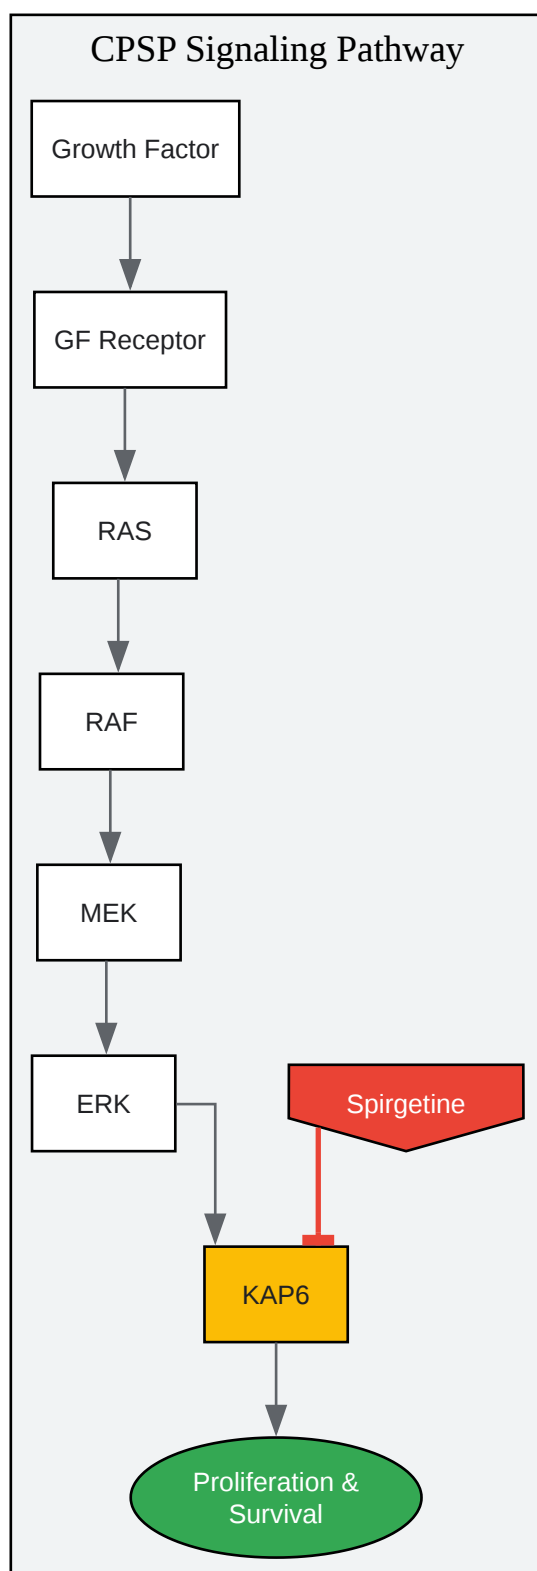 CPSP Signaling Pathway
Growth Factor
GF Receptor
RAS
RAF
MEK
ERK
Spirgetine
KAP6
Proliferation &
Survival